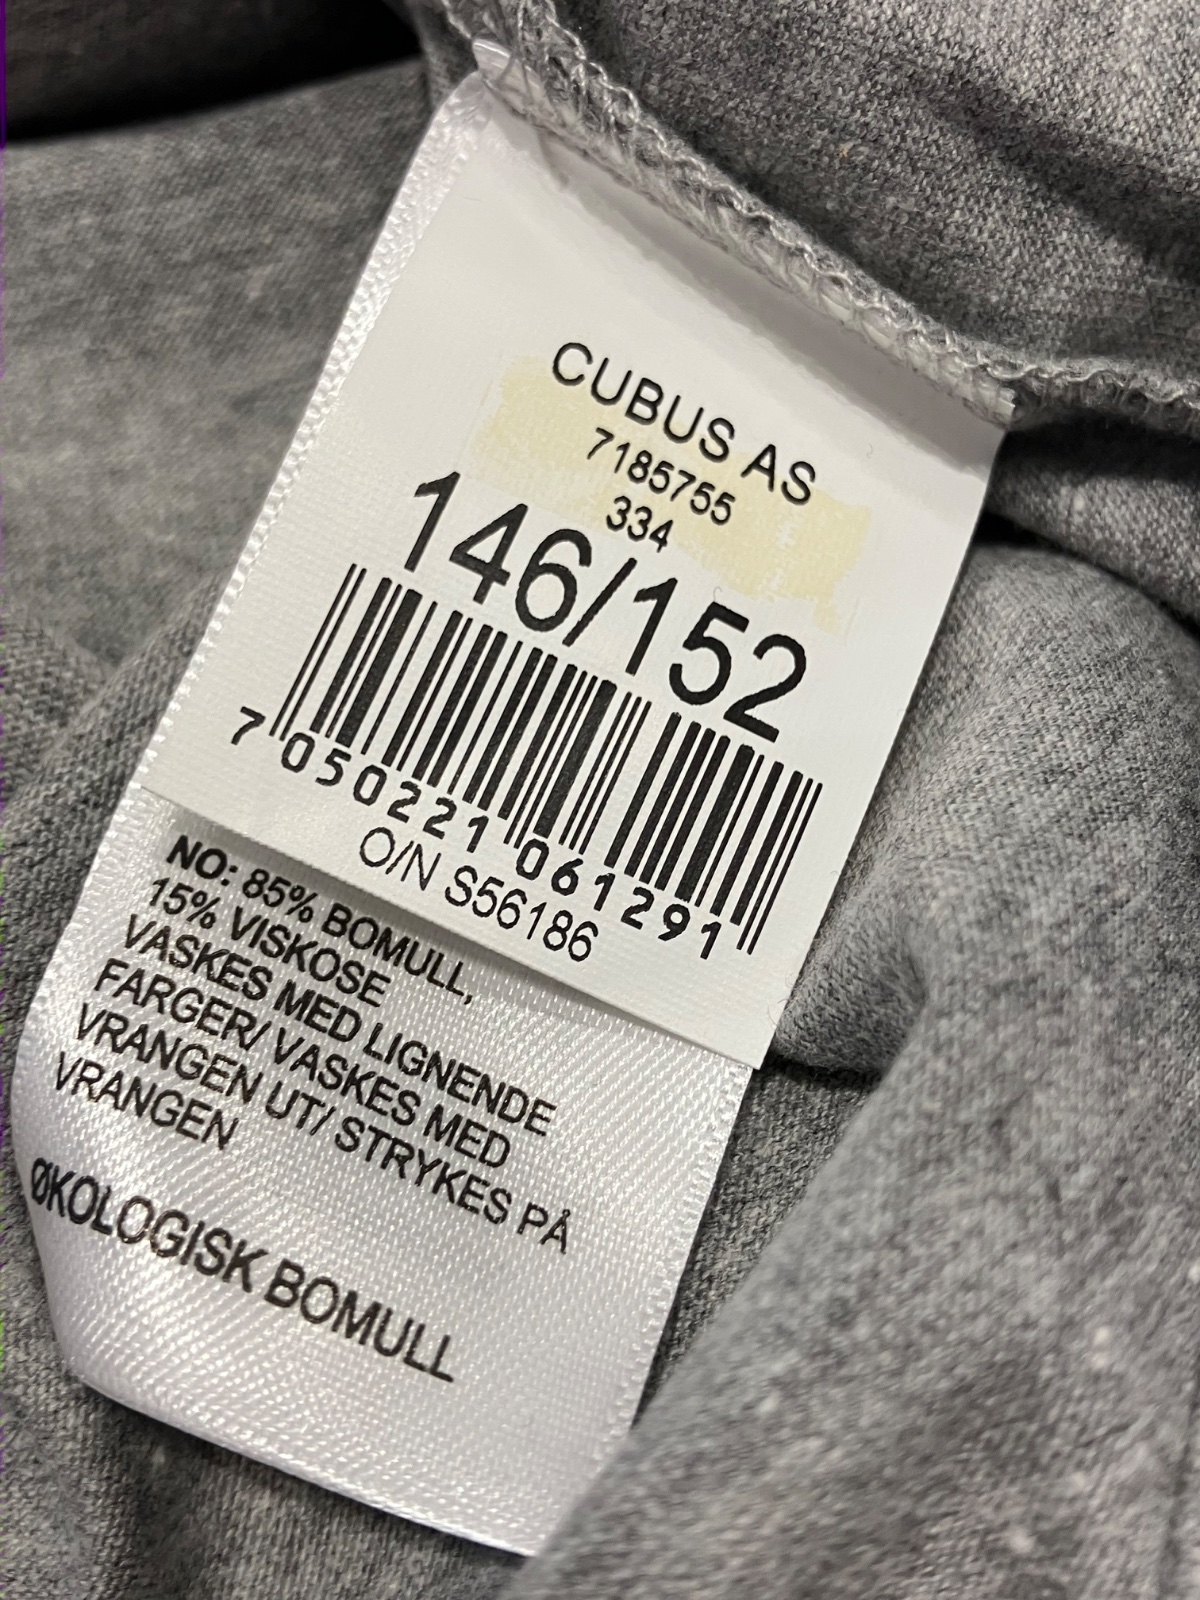 CUBUS AS
7185755
334
146/152
7 050221 061291
O/N S56186
NO: 85% BOMULL,
15% VISKOSE
VASKES MED LIGNENDE
FARGER/ VASKES MED
VRANGEN UT/ STRYKES PÅ
VRANGEN
ØKOLOGISK BOMULL